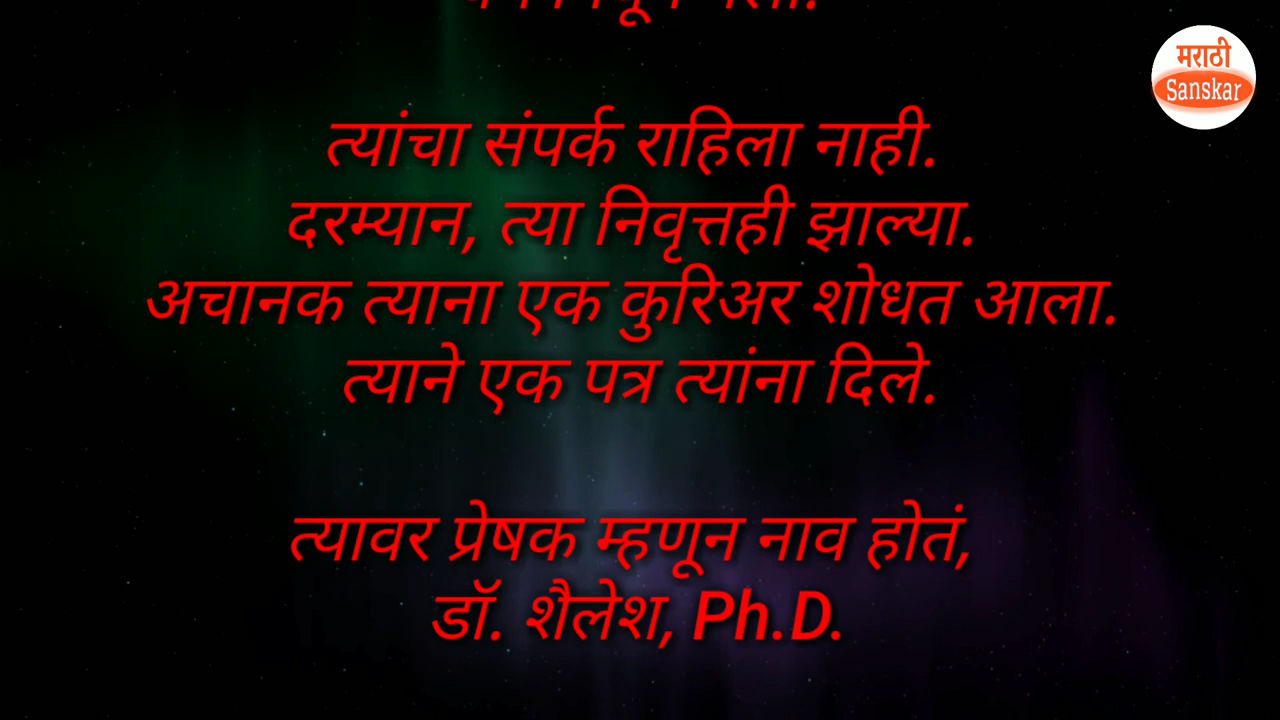 मराठी
Sanskar
त्यांचा संपर्क राहिला नाही.
दरम्यान, त्या निवृत्तही झाल्या.
अचानक त्याना एक कुरिअर शोधत आला.
त्याने एक पत्र त्यांना दिले.
त्यावर प्रेषक म्हणून नाव होतं,
डॉ. शैलेश, Ph.D.